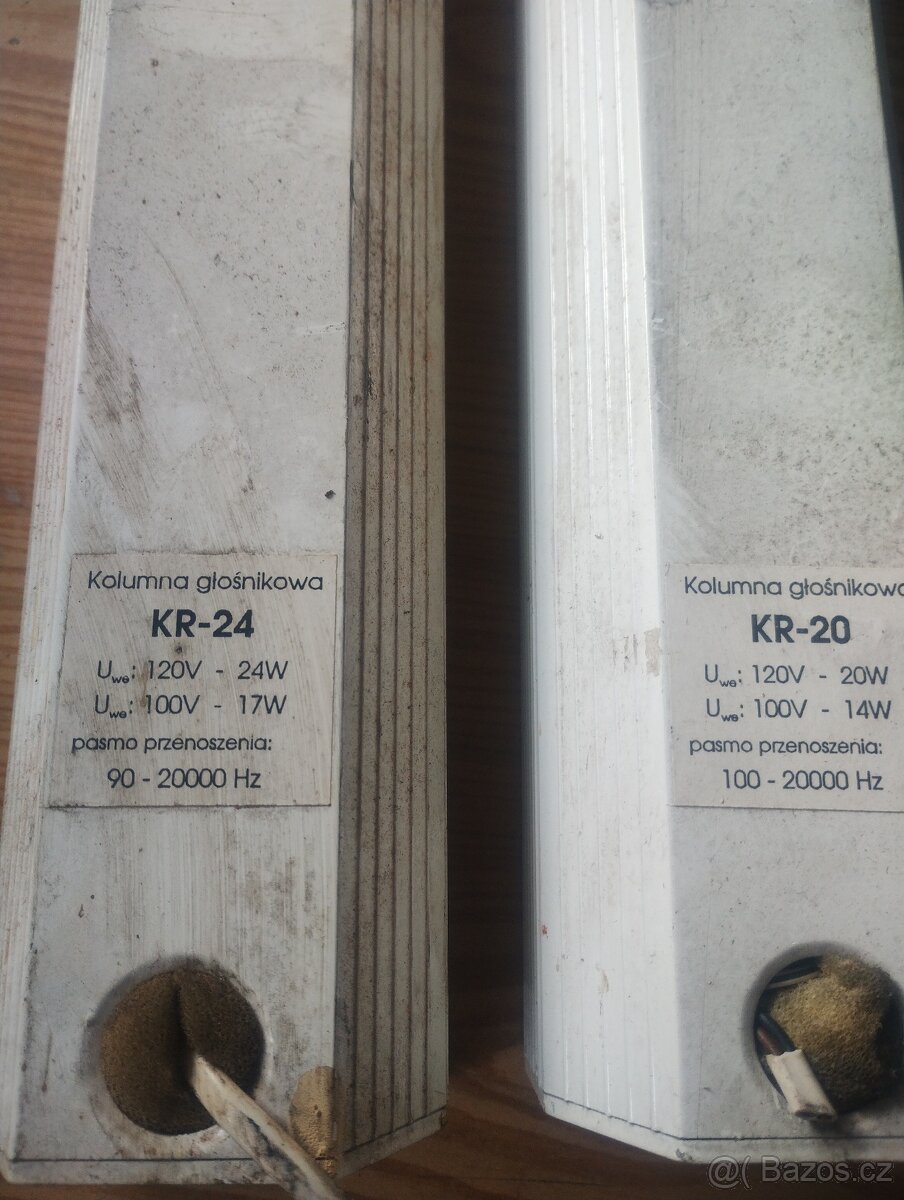 Kolumna głośnikowa
KR-24
Uwe: 120V - 24W
Uwe: 100V - 17W
pasmo przenoszenia:
90 - 20000 Hz
Kolumna głośnikowa
KR-20
Uwe: 120V - 20W
Uwe: 100V - 14W
pasmo przenoszenia:
100 - 20000 Hz
Bazos.cz